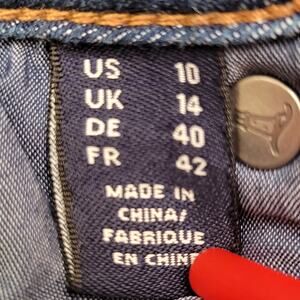 US 10
UK 14
DE 40
FR 42
MADE IN
CHINA/
FABRIQUE
EN CHINE